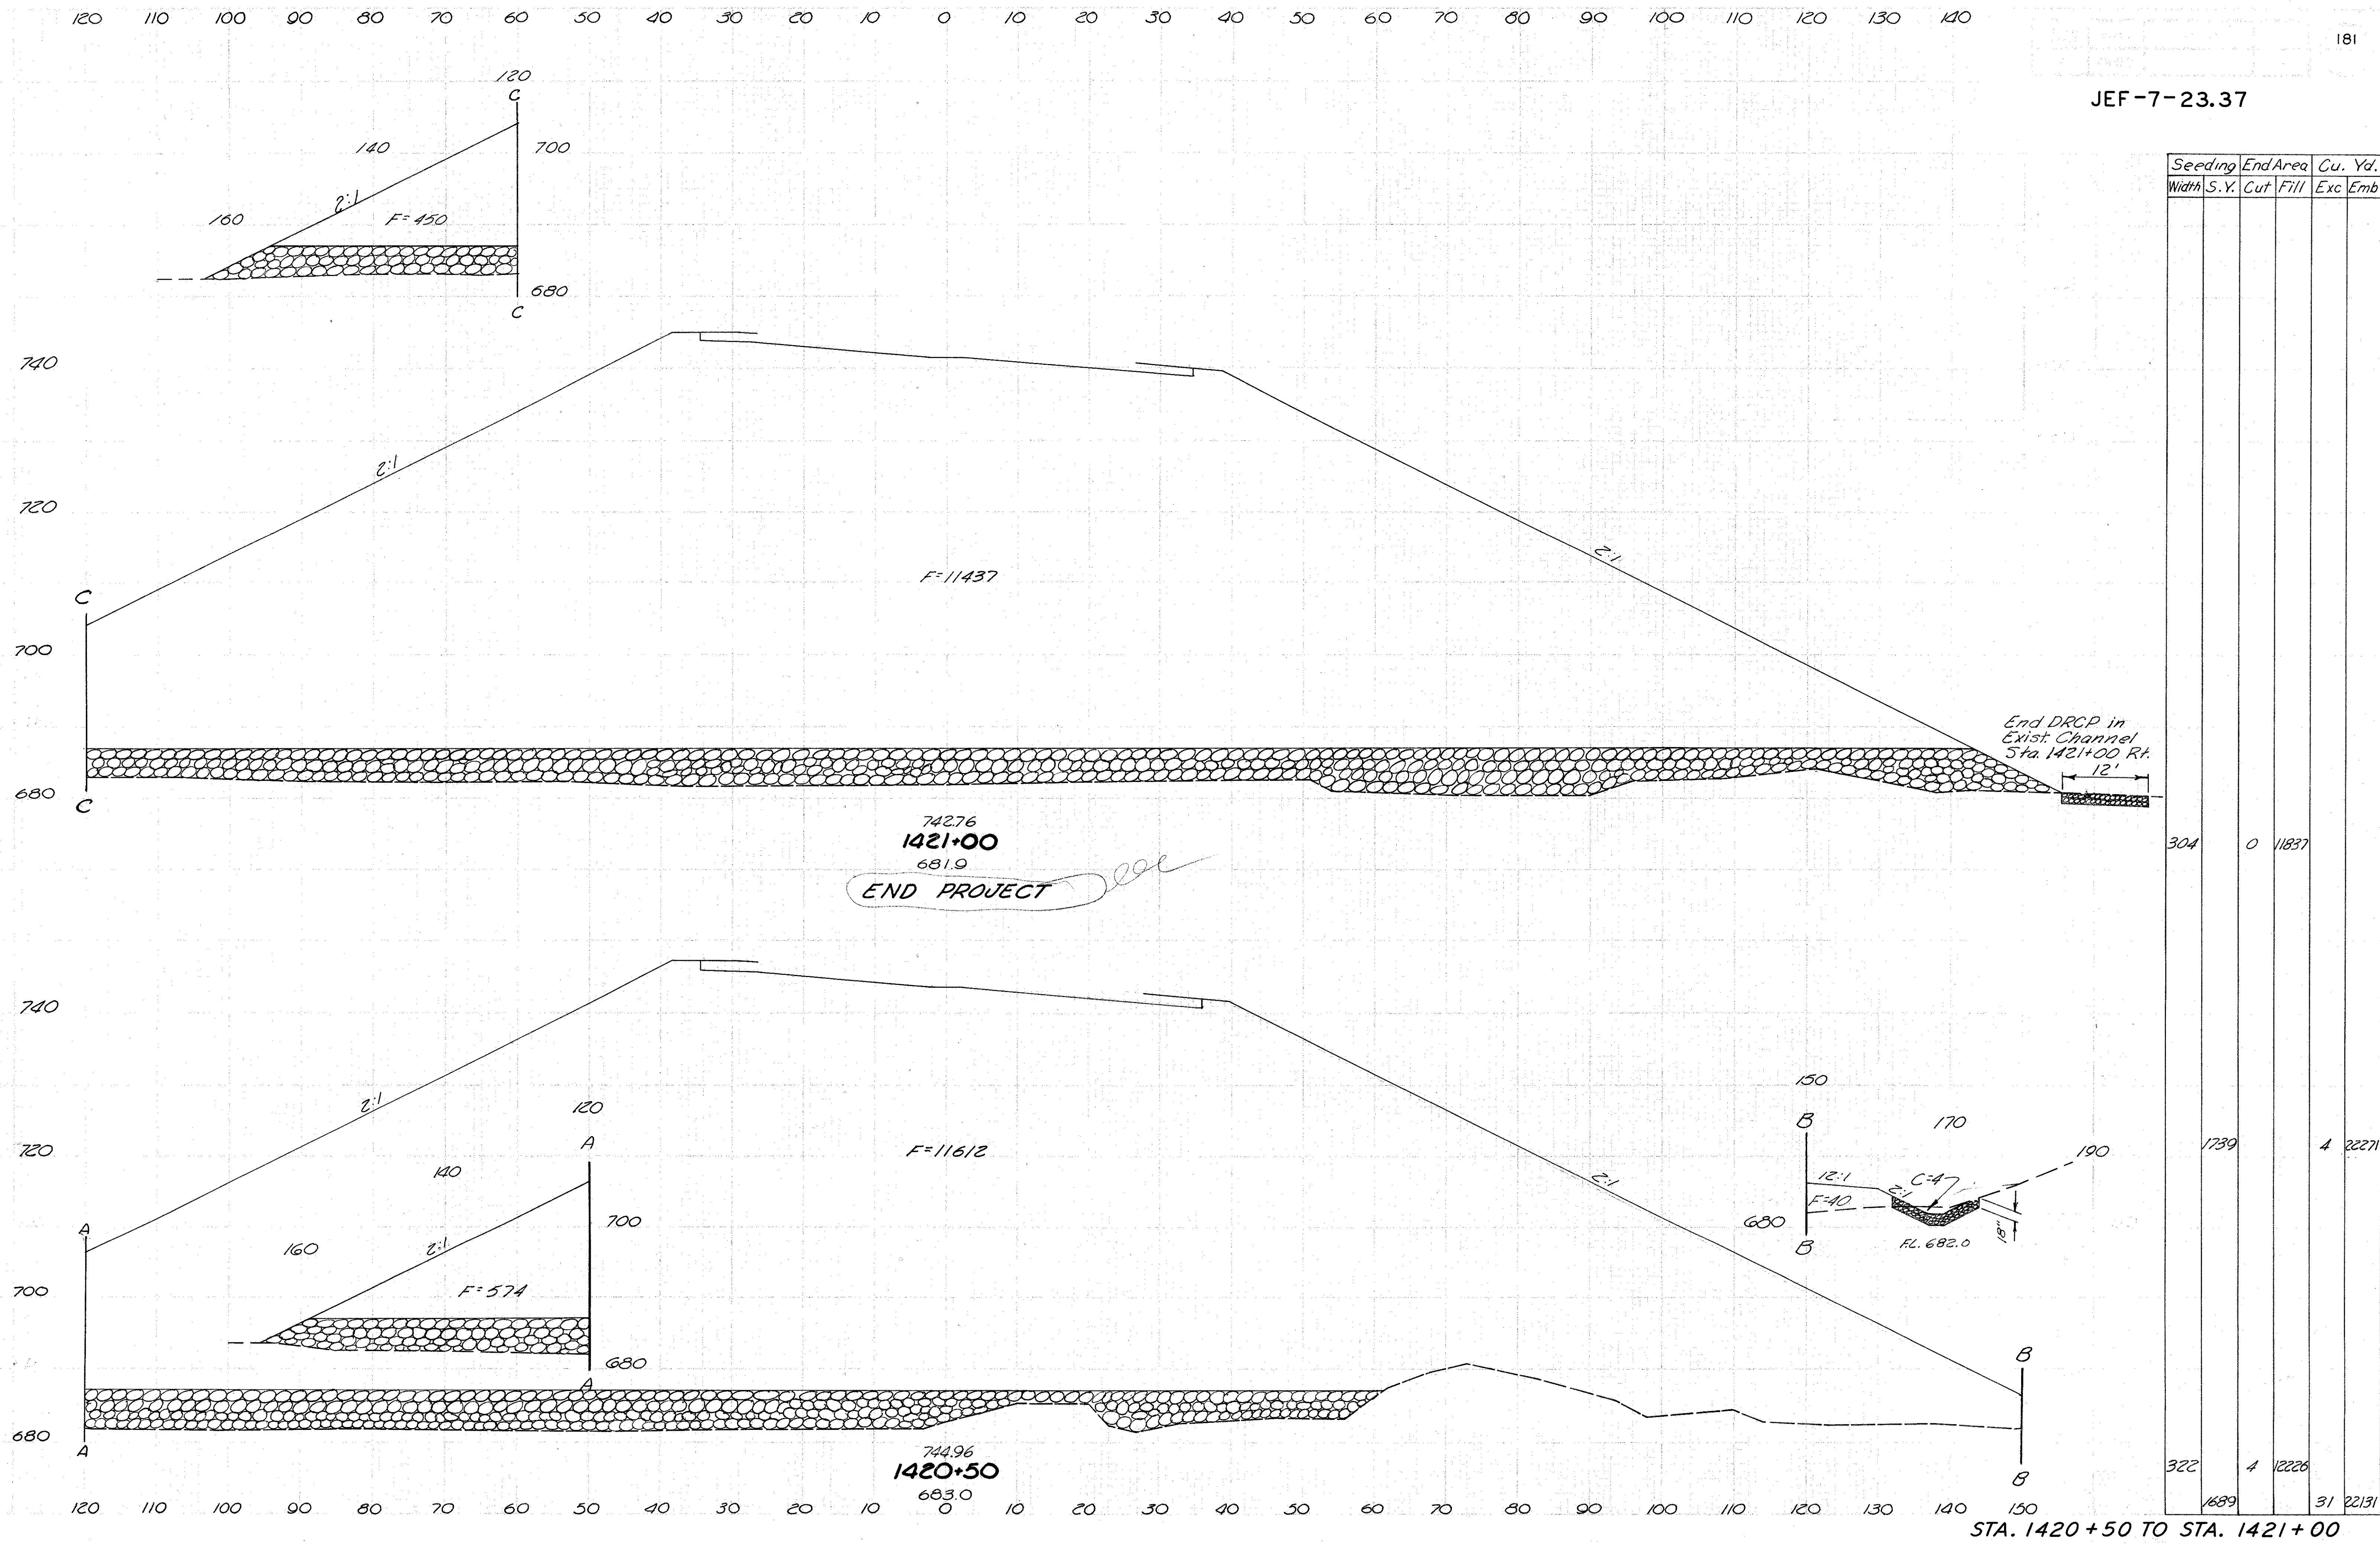 120 110 100 90 80 70 60 50 40 30 20 10 0 10 20 30 40 50 60 70 80 90 100 110 120 130 140
181
JEF-7-23.37
Seeding End Area Cu. Yd.
Width S.Y. Cut Fill Exc Emb
120
C
140
700
2:1
160
F=450
680
C
740
2:1
720
2:1
F=11437
C
700
End DRCP in
Exist. Channel
Sta. 1421+00 Rt.
12'
680
C
742.76
1421+00
681.9
END PROJECT
304 0 11837
740
2:1
120
150
A
B
170
720
140
F=11612
190
1739 4 22271
12:1
C=4
2:1
2:1
F=40
A
700
680
160
2:1
B
F.L. 682.0
18"
700
F=574
680
A
B
680
A
744.96
1420+50
683.0
B
322 4 12226
120 110 100 90 80 70 60 50 40 30 20 10 0 10 20 30 40 50 60 70 80 90 100 110 120 130 140 150
1689 31 22131
STA. 1420+50 TO STA. 1421+00